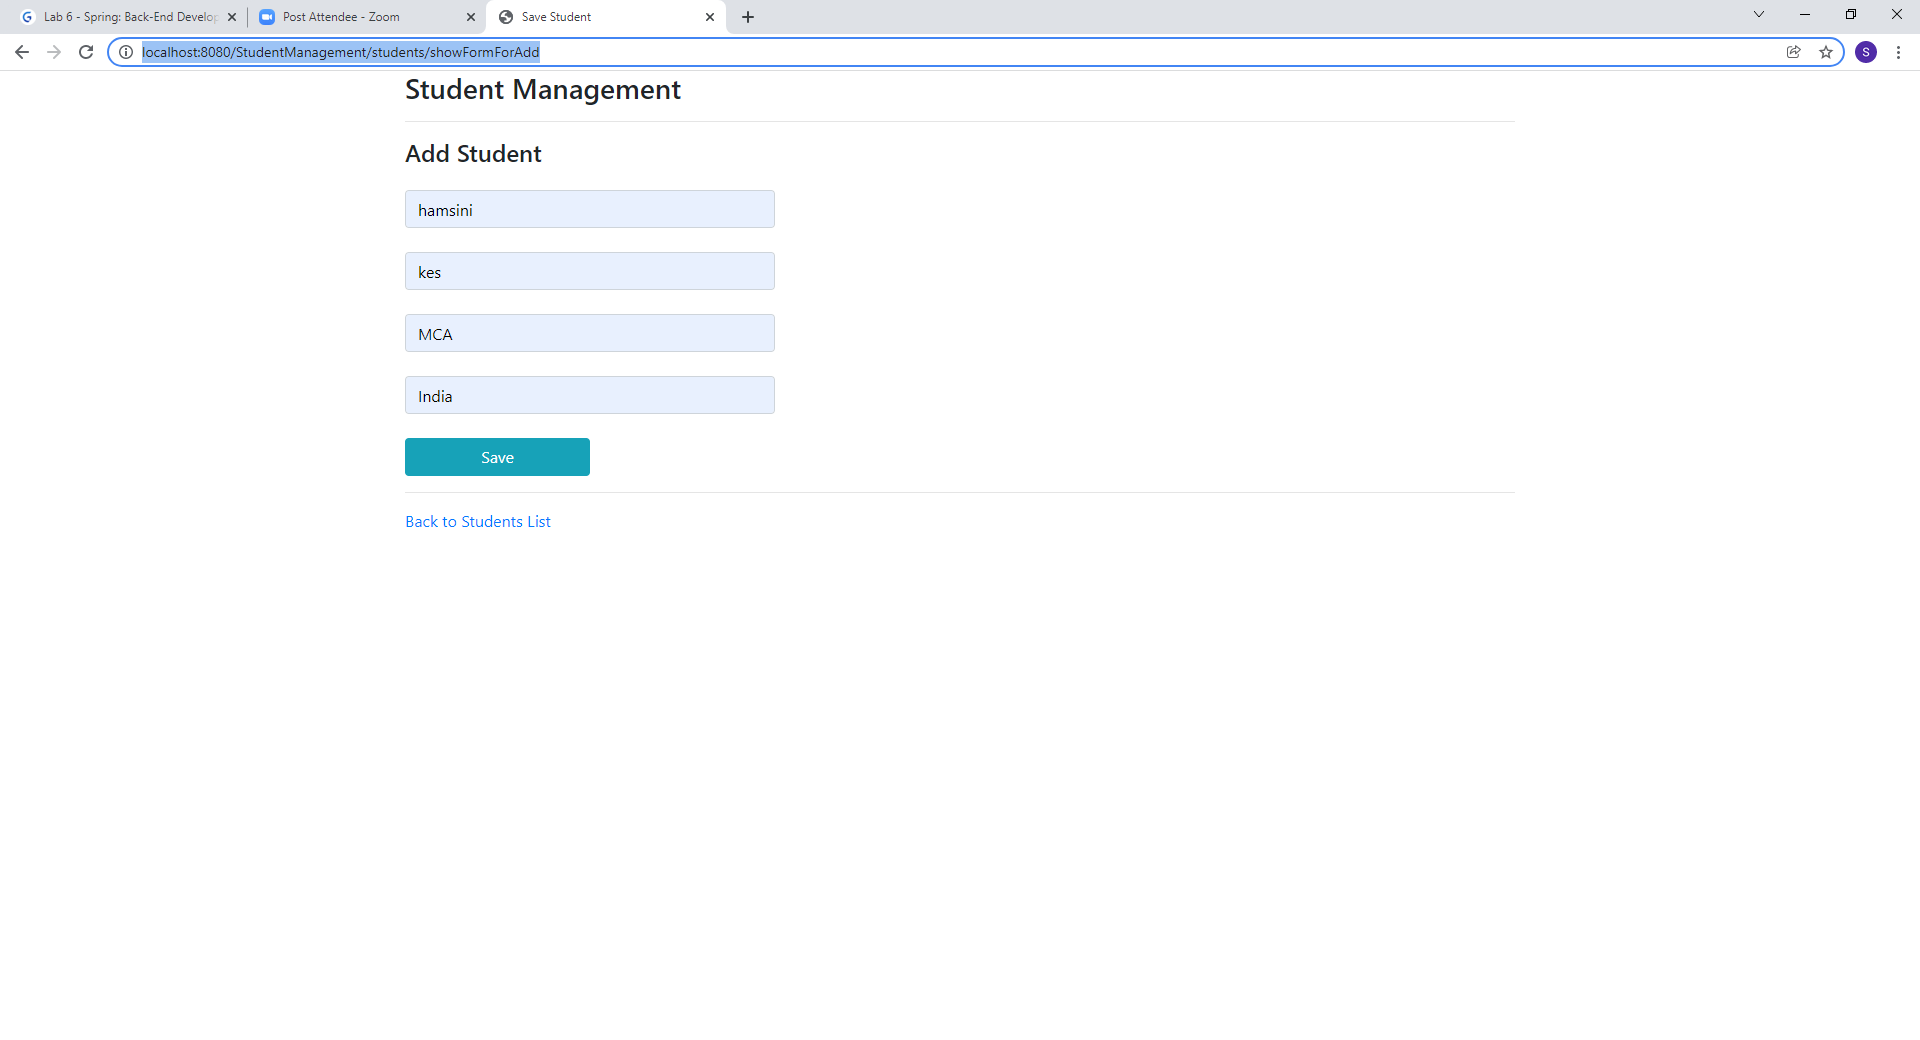 Lab 6 - Spring: Back-End Develop
Post Attendee - Zoom
Save Student
localhost:8080/StudentManagement/students/showFormForAdd
S
Student Management
Add Student
hamsini
kes
MCA
India
Save
Back to Students List